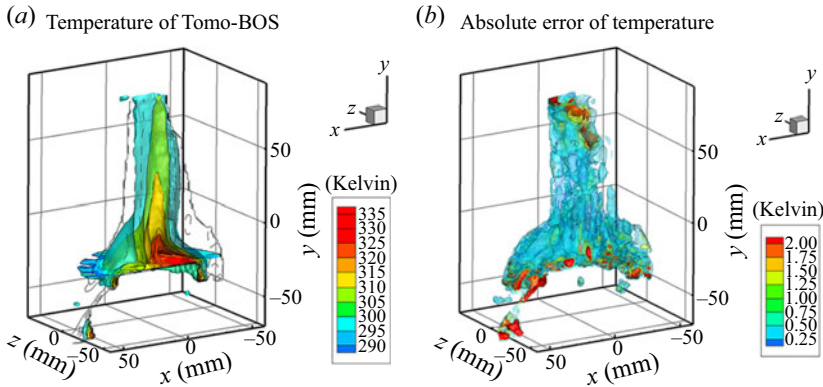 (a) Temperature of Tomo-BOS
y
z
x
50
0
−50
y (mm)
(Kelvin)
335
330
325
320
315
310
305
300
295
290
z (mm)
0
−50
50
0
−50
x (mm)
(b) Absolute error of temperature
y
z
x
50
0
−50
y (mm)
(Kelvin)
2.00
1.75
1.50
1.25
1.00
0.75
0.50
0.25
z (mm)
0
−50
50
0
−50
x (mm)